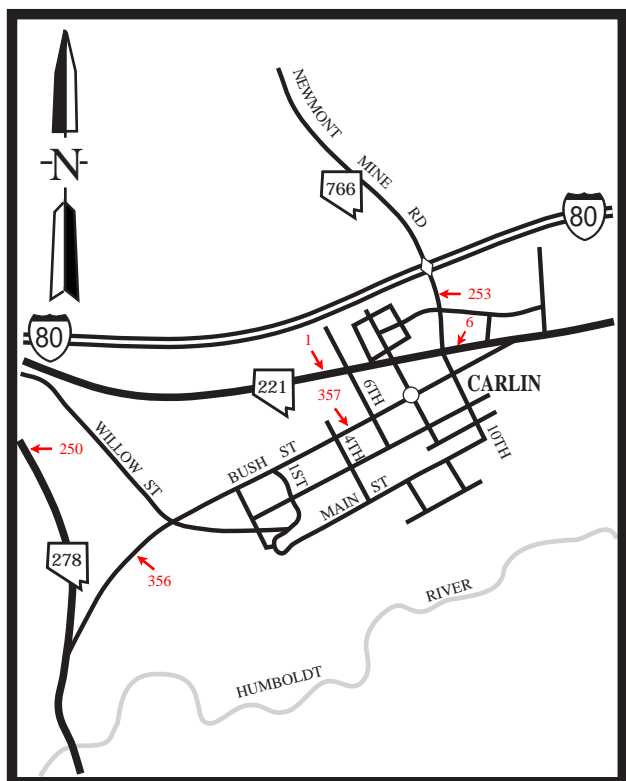 N
NEWMONT
MINE
RD
766
80
80
253
6
1
221
357
6TH
CARLIN
4TH
10TH
BUSH ST
1ST
MAIN ST
WILLOW ST
250
278
356
RIVER
HUMBOLDT